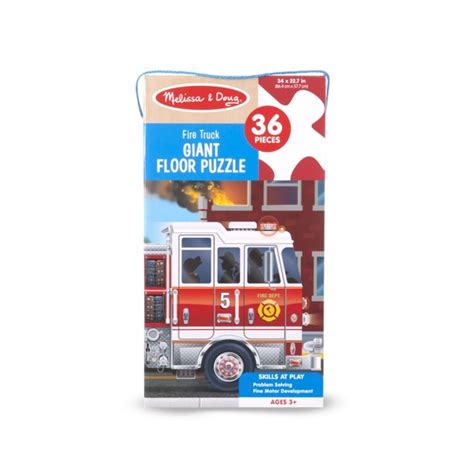 34 x 22.7 in
(86.4 cm x 57.7 cm)
Melissa & Doug
36
PIECES
Fire Truck
GIANT
FLOOR PUZZLE
5
FIRE DEPT.
SKILLS AT PLAY
Problem Solving
Fine Motor Development
AGES 3+